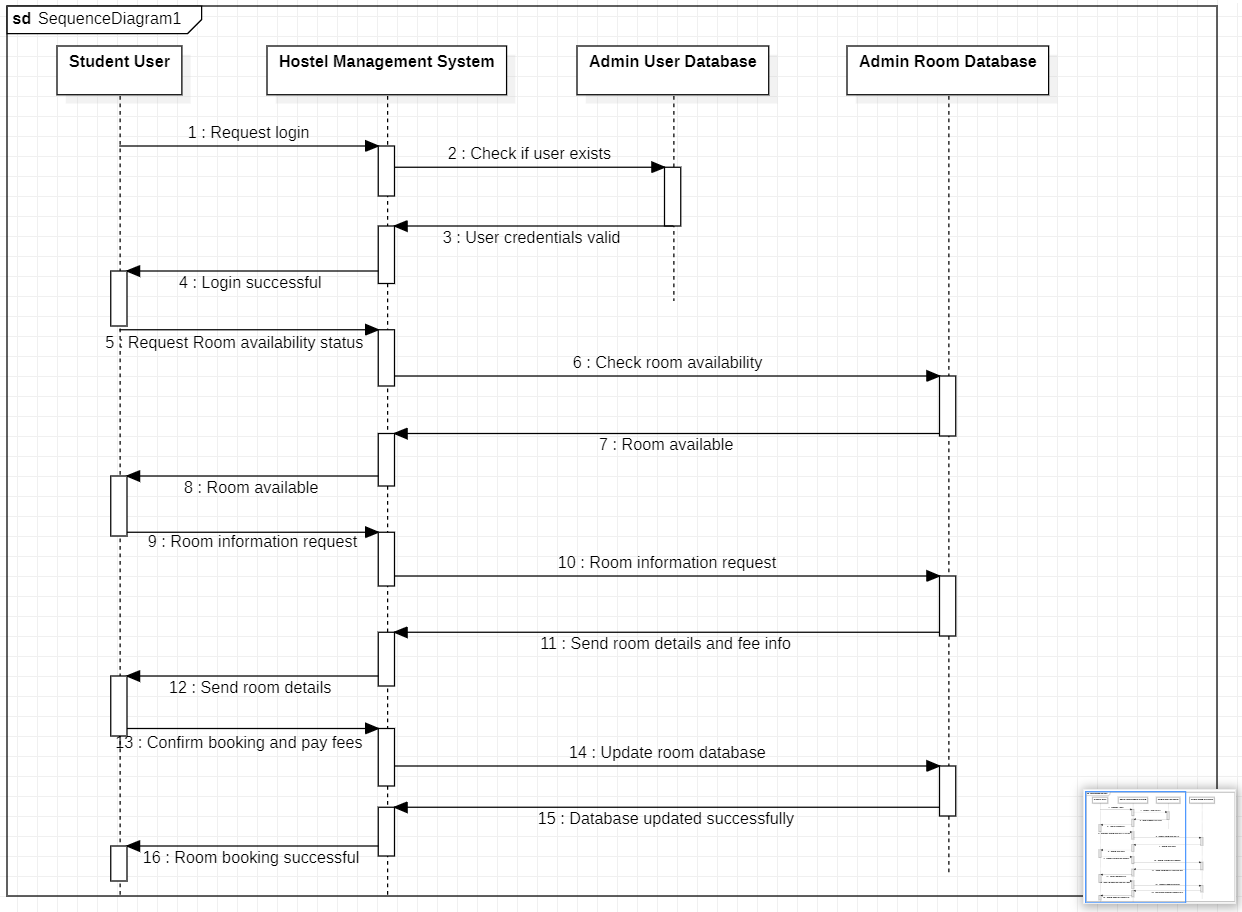 sd SequenceDiagram1
Student User
Hostel Management System
Admin User Database
Admin Room Database
1 : Request login
2 : Check if user exists
3 : User credentials valid
4 : Login successful
5 : Request Room availability status
6 : Check room availability
7 : Room available
8 : Room available
9 : Room information request
10 : Room information request
11 : Send room details and fee info
12 : Send room details
13 : Confirm booking and pay fees
14 : Update room database
15 : Database updated successfully
16 : Room booking successful